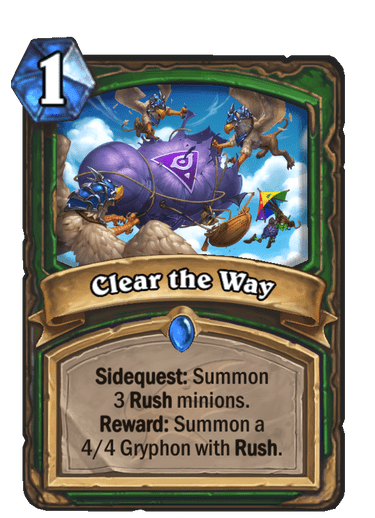 1
Clear the Way
Sidequest: Summon
3 Rush minions.
Reward: Summon a
4/4 Gryphon with Rush.